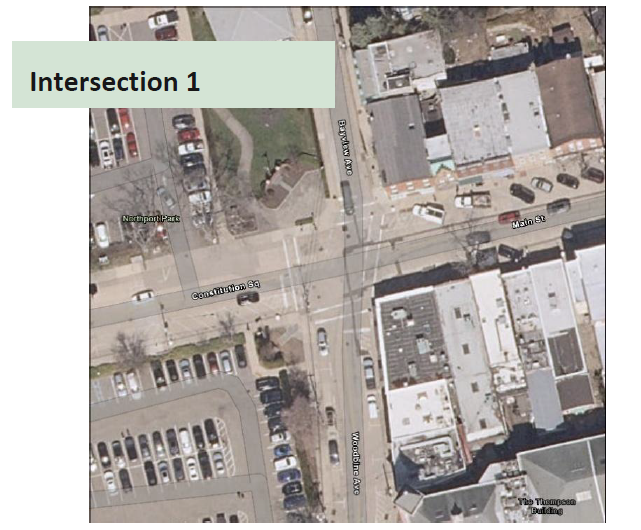 Intersection 1
Bayview Ave
Northport Park
Main St
Constitution Sq
Woodbine Ave
The Thompson
Building